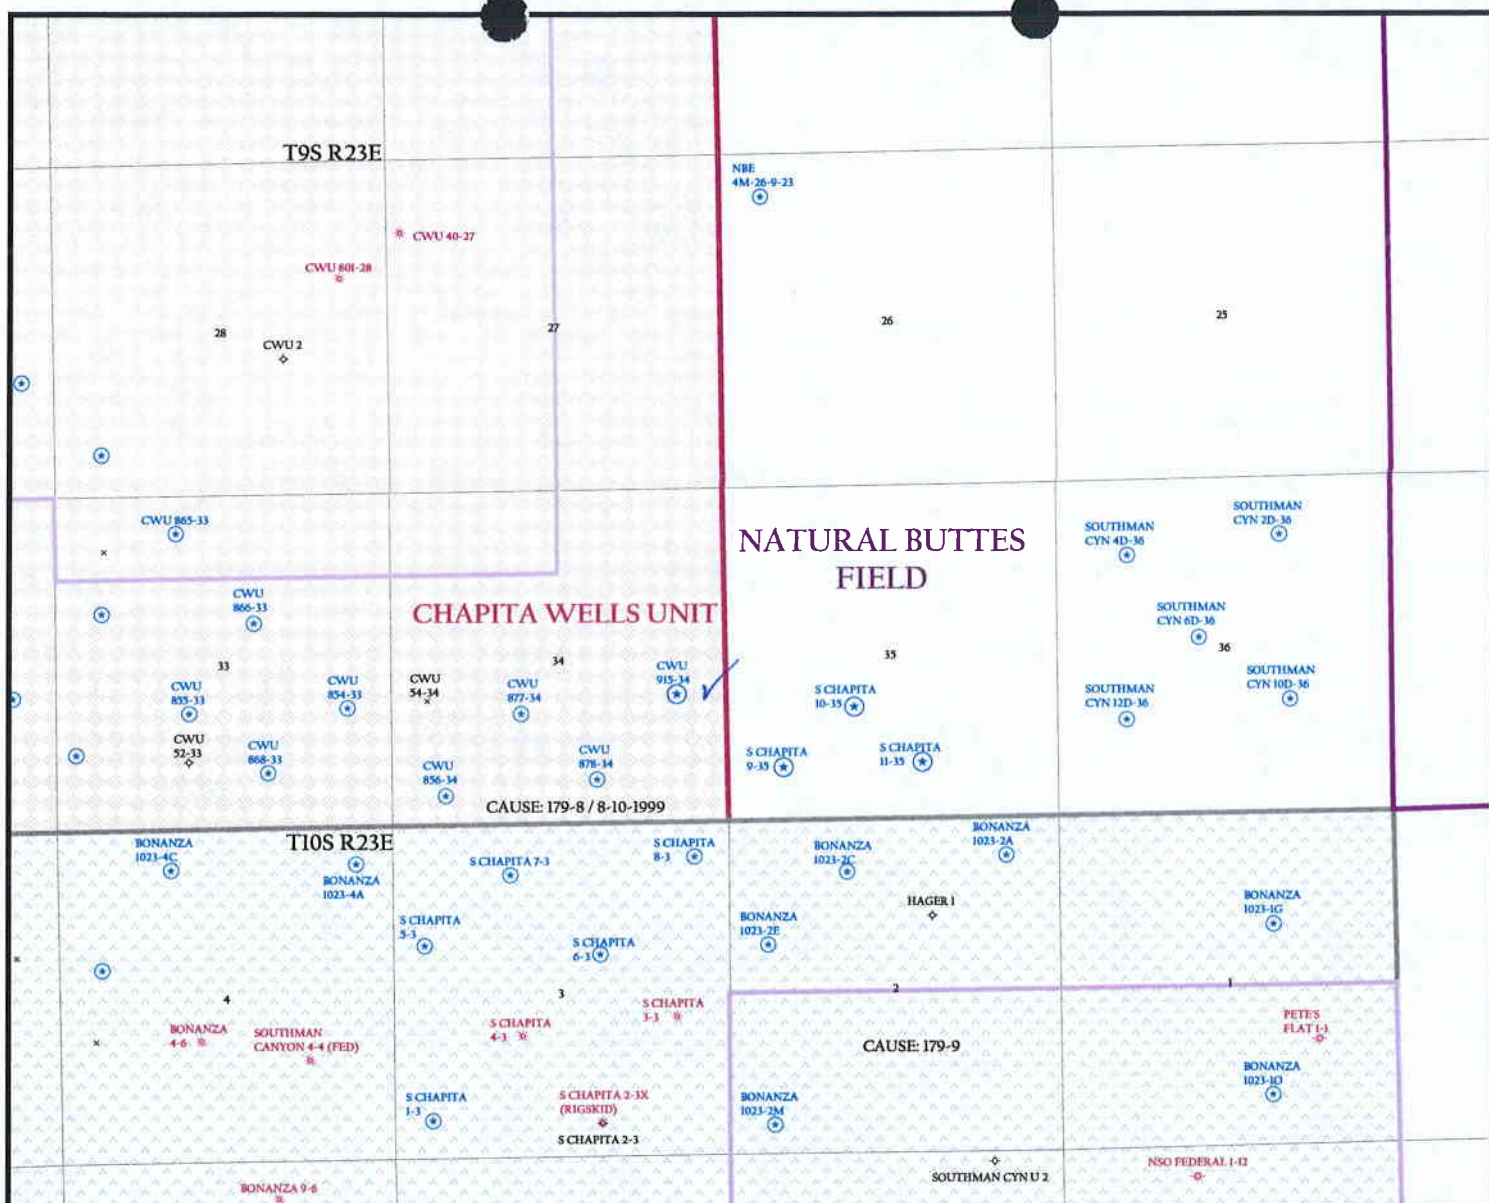 T9S R23E
NBE
4M-26-9-23
CWU 40-27
CWU 801-28
28
CWU 2
27
26
25
CWU 865-33
NATURAL BUTTES
FIELD
SOUTHMAN
CYN 4D-36
SOUTHMAN
CYN 2D-36
CWU
866-33
CHAPITA WELLS UNIT
SOUTHMAN
CYN 6D-36
36
33
34
35
CWU
855-33
CWU
854-33
CWU
54-34
CWU
877-34
CWU
915-34
S CHAPITA
10-35
SOUTHMAN
CYN 12D-36
SOUTHMAN
CYN 10D-36
CWU
52-33
CWU
868-33
CWU
856-34
CWU
878-34
S CHAPITA
9-35
S CHAPITA
11-35
CAUSE: 179-8 / 8-10-1999
T10S R23E
BONANZA
1023-4C
BONANZA
1023-4A
S CHAPITA 7-3
S CHAPITA
8-3
BONANZA
1023-2C
BONANZA
1023-2A
S CHAPITA
5-3
S CHAPITA
6-3
BONANZA
1023-2E
HAGER 1
BONANZA
1023-1G
4
3
2
1
BONANZA
4-6
SOUTHMAN
CANYON 4-4 (FED)
S CHAPITA
4-3
S CHAPITA
3-3
CAUSE: 179-9
PETE'S
FLAT 1-1
S CHAPITA
1-3
S CHAPITA 2-3X
(RIGSKID)
S CHAPITA 2-3
BONANZA
1023-2M
BONANZA
1023-1O
SOUTHMAN CYN U 2
NSO FEDERAL 1-12
BONANZA 9-6